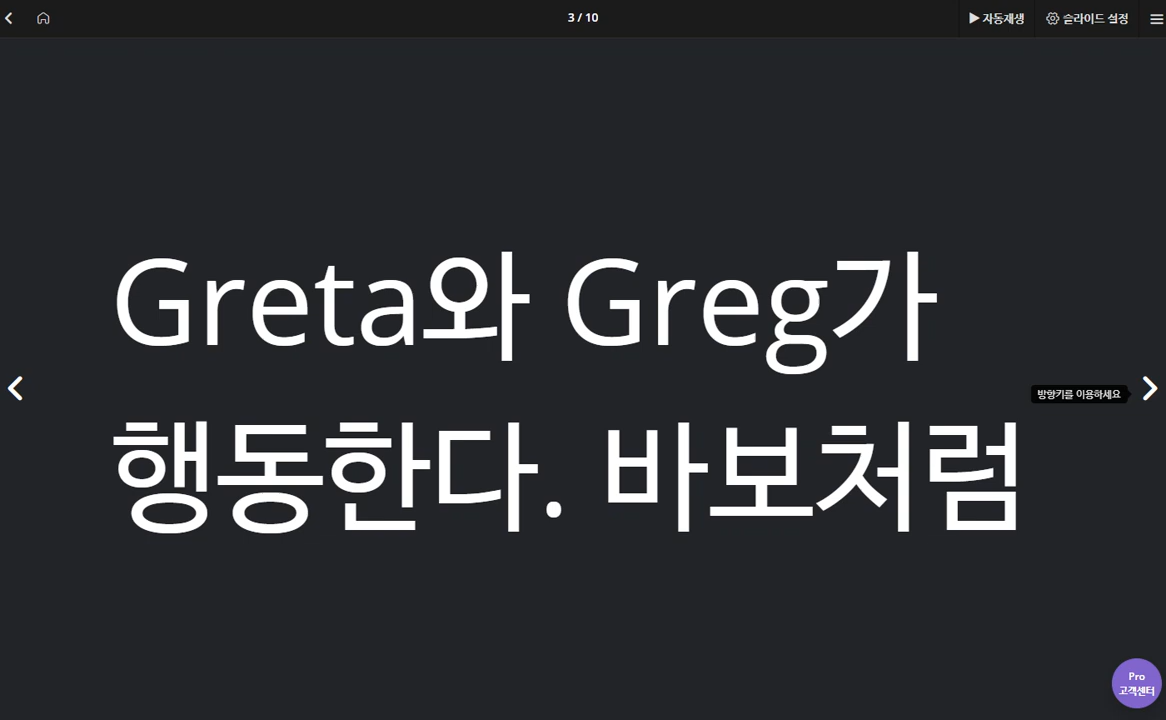 3 / 10
자동재생
슬라이드 설정
Greta와 Greg가
행동한다. 바보처럼
방향키를 이용하세요
Pro
고객센터